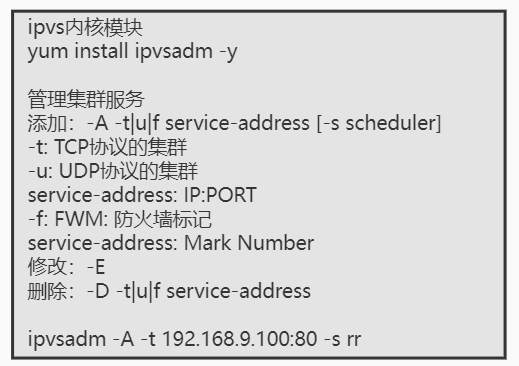 ipvs内核模块
yum install ipvsadm -y
管理集群服务
添加：-A -t|u|f service-address [-s scheduler]
-t: TCP协议的集群
-u: UDP协议的集群
service-address: IP:PORT
-f: FWM: 防火墙标记
service-address: Mark Number
修改：-E
删除：-D -t|u|f service-address
ipvsadm -A -t 192.168.9.100:80 -s rr